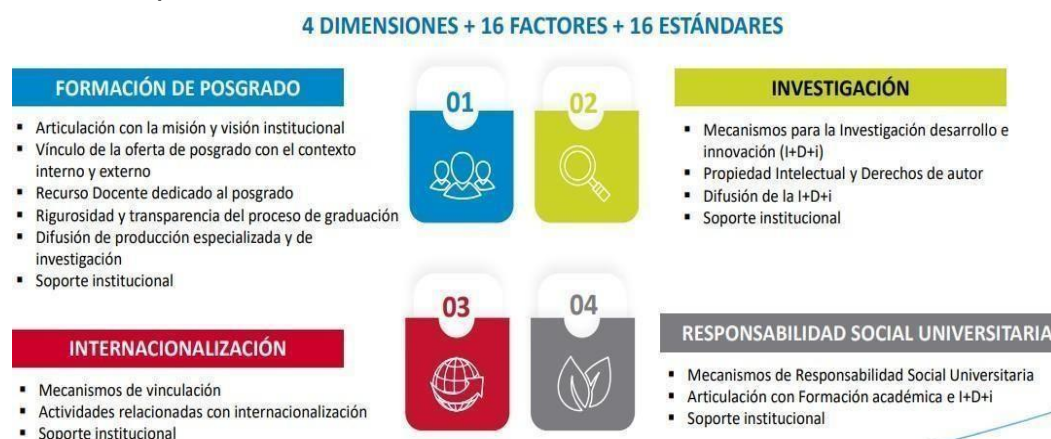 4 DIMENSIONES + 16 FACTORES + 16 ESTÁNDARES
FORMACIÓN DE POSGRADO
▪ Articulación con la misión y visión institucional
▪ Vínculo de la oferta de posgrado con el contexto
interno y externo
▪ Recurso Docente dedicado al posgrado
▪ Rigurosidad y transparencia del proceso de graduación
▪ Difusión de producción especializada y de
investigación
▪ Soporte institucional
01
02
INVESTIGACIÓN
▪ Mecanismos para la Investigación desarrollo e
innovación (I+D+i)
▪ Propiedad Intelectual y Derechos de autor
▪ Difusión de la I+D+i
▪ Soporte institucional
INTERNACIONALIZACIÓN
▪ Mecanismos de vinculación
▪ Actividades relacionadas con internacionalización
▪ Soporte institucional
03
04
RESPONSABILIDAD SOCIAL UNIVERSITARIA
▪ Mecanismos de Responsabilidad Social Universitaria
▪ Articulación con Formación académica e I+D+i
▪ Soporte institucional